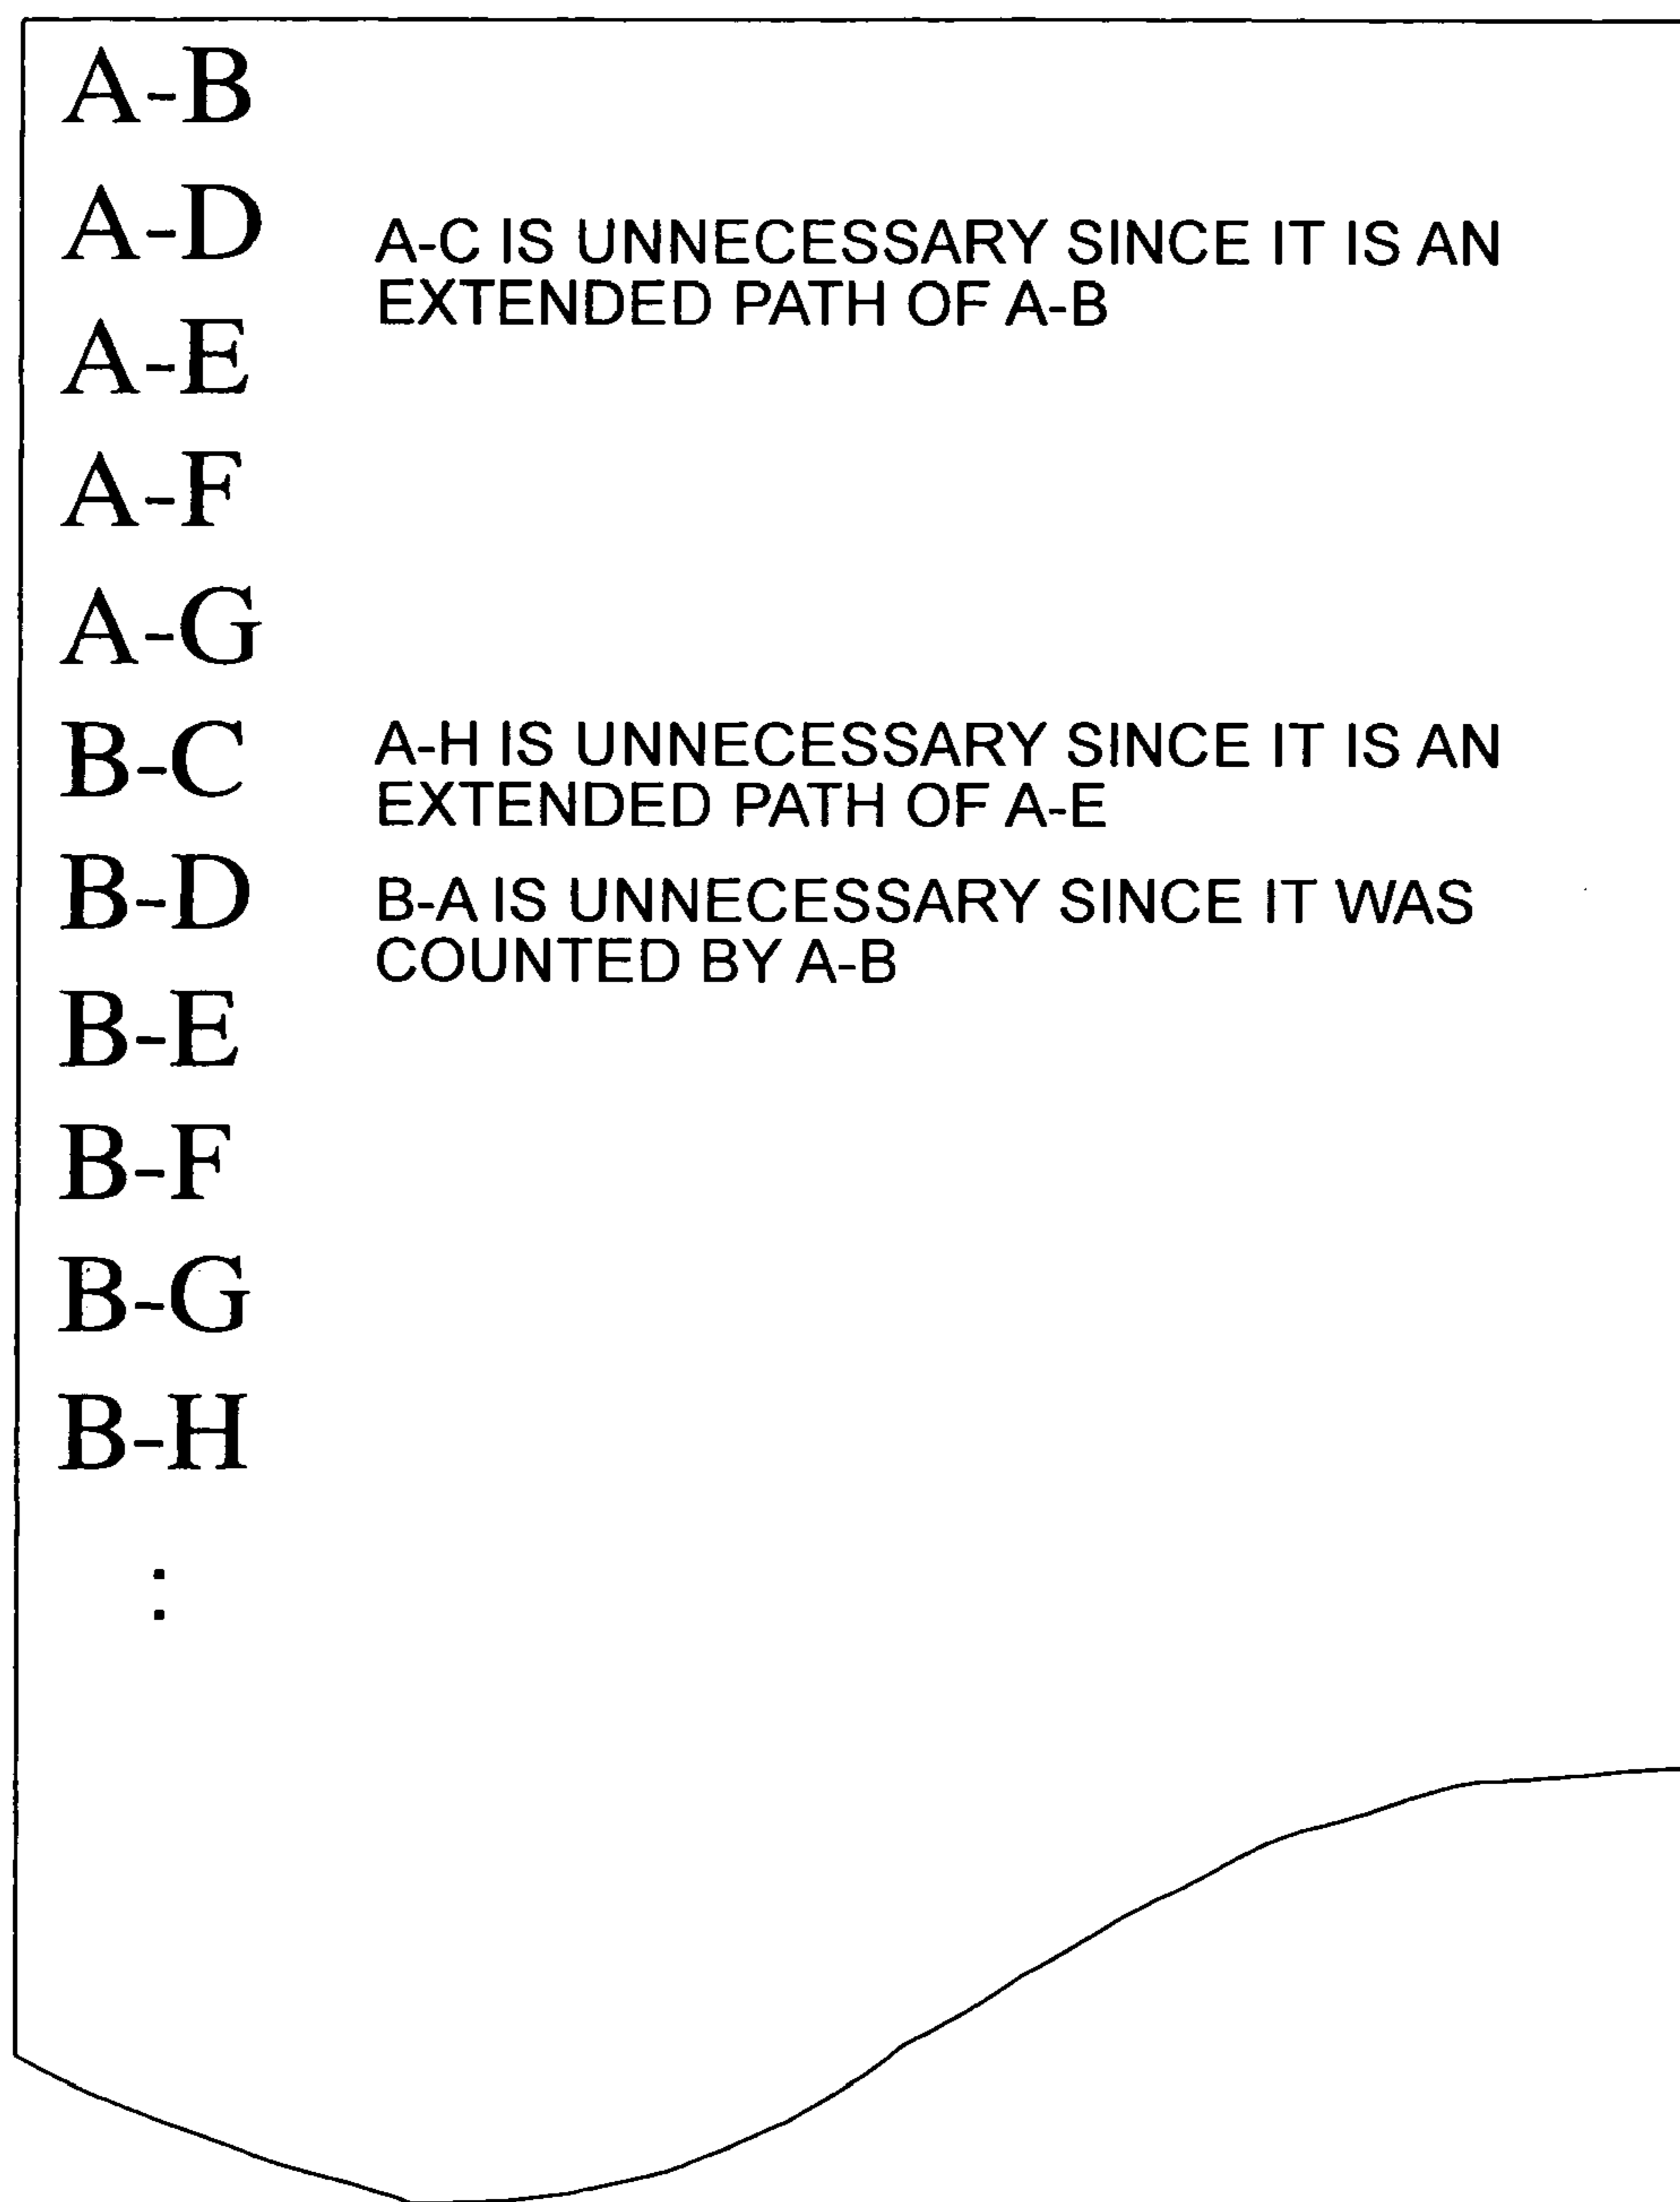 A-B
A-D
A-C IS UNNECESSARY SINCE IT IS AN
EXTENDED PATH OF A-B
A-E
A-F
A-G
B-C
A-H IS UNNECESSARY SINCE IT IS AN
EXTENDED PATH OF A-E
B-D
B-A IS UNNECESSARY SINCE IT WAS
COUNTED BY A-B
B-E
B-F
B-G
B-H
: